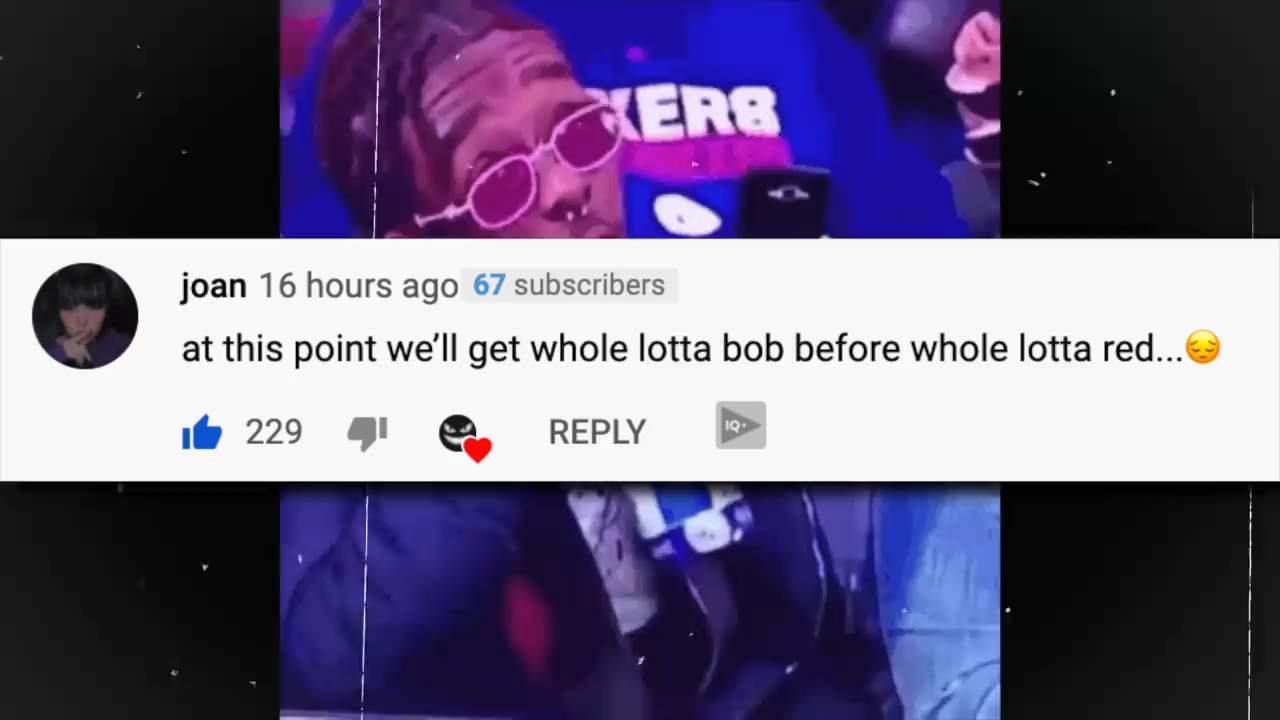 KERS
joan 16 hours ago 67 subscribers
at this point we’ll get whole lotta bob before whole lotta red...😔
229 REPLY IQ+